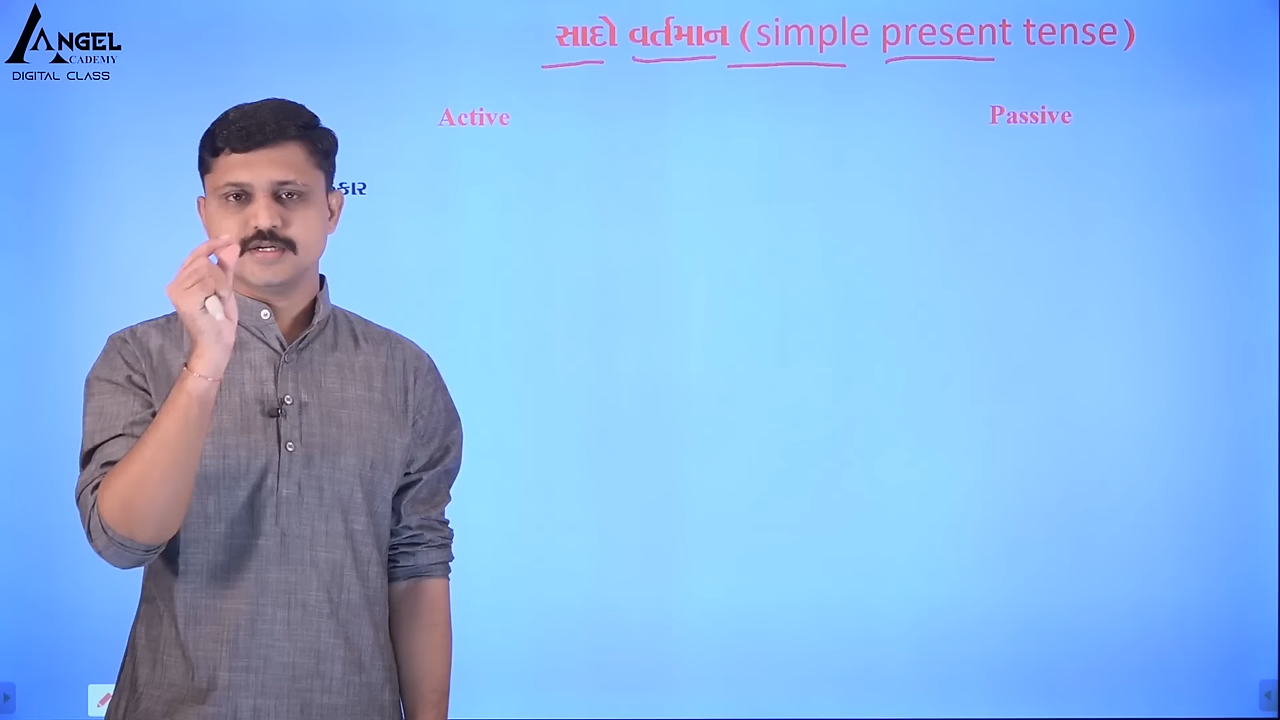 ANGEL
ACADEMY
DIGITAL CLASS
સાદો વર્તમાન (simple present tense)
Active
Passive